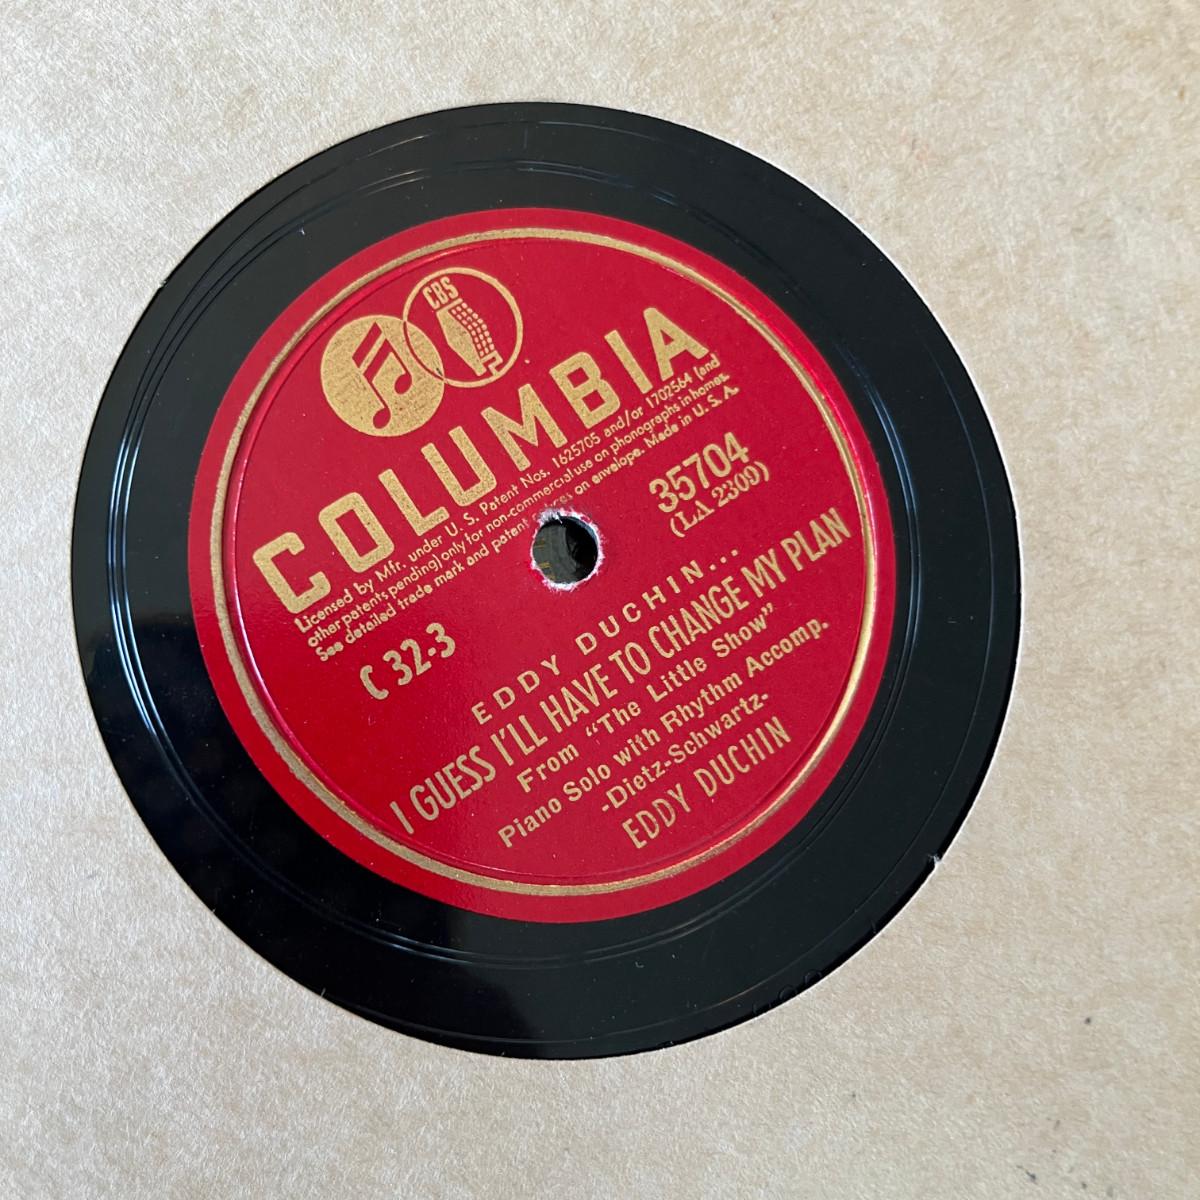 CBS
COLUMBIA
Licensed by Mfr. under U. S. Patent Nos. 1625705 and/or 1702564 (and
other patents pending) only for non-commercial use on phonographs in homes.
See detailed trade mark and patent notices on envelope. Made in U. S. A.
35704
(LA 2309)
C 32-3
EDDY DUCHIN..
I GUESS I'LL HAVE TO CHANGE MY PLAN
From "The Little Show"
Piano Solo with Rhythm Accomp.
-Dietz-Schwartz-
EDDY DUCHIN